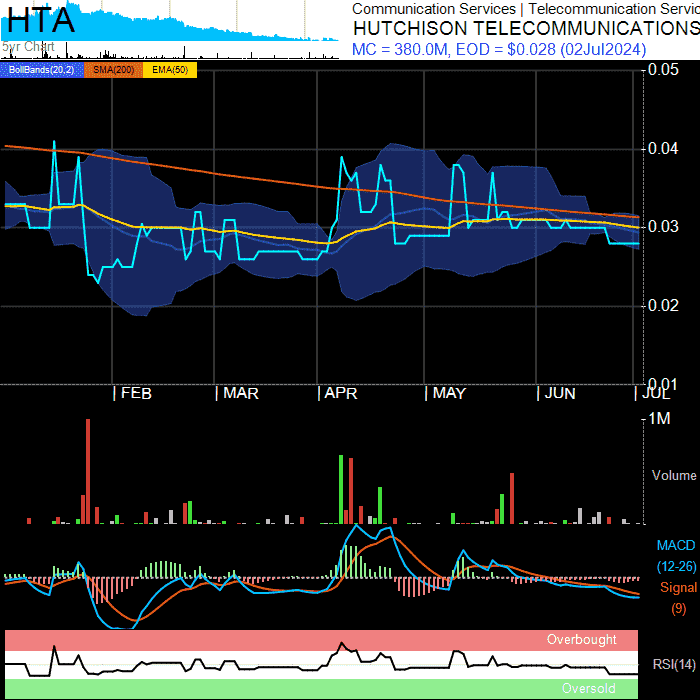 HTA
5yr Chart
Communication Services | Telecommunication Servic
HUTCHISON TELECOMMUNICATIONS
MC = 380.0M, EOD = $0.028 (02Jul2024)
BollBands(20,2) SMA(200) EMA(50)
0.05
0.04
0.03
0.02
0.01
| FEB | MAR | APR | MAY | JUN | JUL
1M
Volume
MACD
(12-26)
Signal
(9)
Overbought
RSI(14)
Oversold